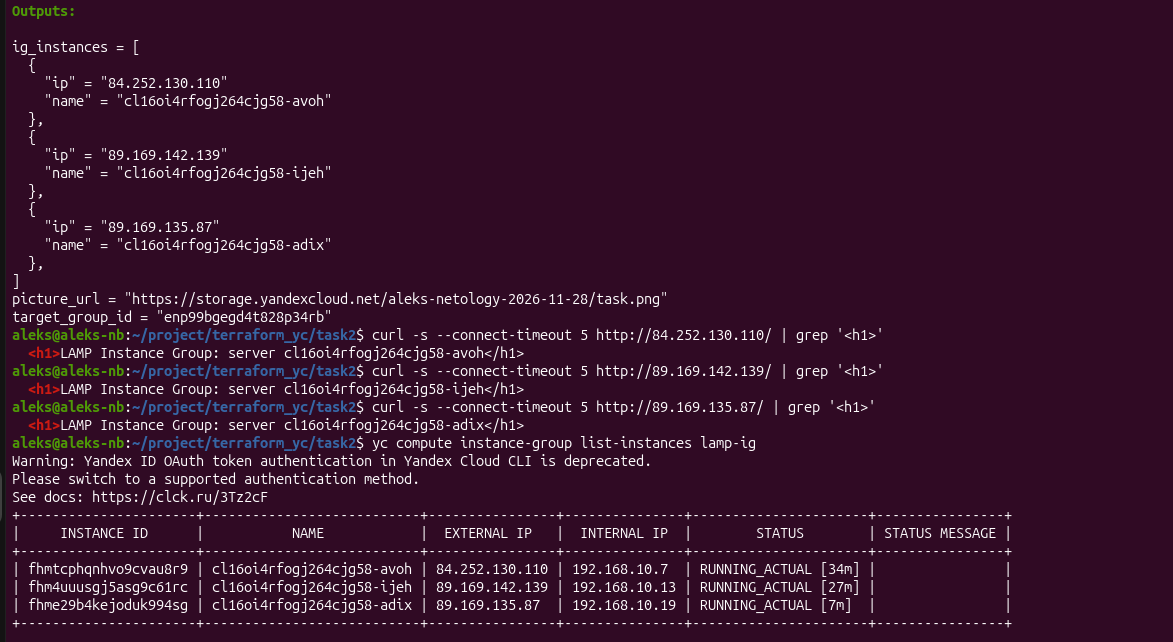 Outputs:

ig_instances = [
  {
    "ip" = "84.252.130.110"
    "name" = "cl16oi4rfogj264cjg58-avoh"
  },
  {
    "ip" = "89.169.142.139"
    "name" = "cl16oi4rfogj264cjg58-ijeh"
  },
  {
    "ip" = "89.169.135.87"
    "name" = "cl16oi4rfogj264cjg58-adix"
  },
]
picture_url = "https://storage.yandexcloud.net/aleks-netology-2026-11-28/task.png"
target_group_id = "enp99bgegd4t828p34rb"
aleks@aleks-nb:~/project/terraform_yc/task2$ curl -s --connect-timeout 5 http://84.252.130.110/ | grep '<h1>'
  <h1>LAMP Instance Group: server cl16oi4rfogj264cjg58-avoh</h1>
aleks@aleks-nb:~/project/terraform_yc/task2$ curl -s --connect-timeout 5 http://89.169.142.139/ | grep '<h1>'
  <h1>LAMP Instance Group: server cl16oi4rfogj264cjg58-ijeh</h1>
aleks@aleks-nb:~/project/terraform_yc/task2$ curl -s --connect-timeout 5 http://89.169.135.87/ | grep '<h1>'
  <h1>LAMP Instance Group: server cl16oi4rfogj264cjg58-adix</h1>
aleks@aleks-nb:~/project/terraform_yc/task2$ yc compute instance-group list-instances lamp-ig
Warning: Yandex ID OAuth token authentication in Yandex Cloud CLI is deprecated.
Please switch to a supported authentication method.
See docs: https://clck.ru/3Tz2cF
+----------------------+---------------------------+----------------+---------------+----------------------+----------------+
|     INSTANCE ID      |           NAME            |  EXTERNAL IP   |  INTERNAL IP  |        STATUS        | STATUS MESSAGE |
+----------------------+---------------------------+----------------+---------------+----------------------+----------------+
| fhmtcphqnhvo9cvau8r9 | cl16oi4rfogj264cjg58-avoh | 84.252.130.110 | 192.168.10.7  | RUNNING_ACTUAL [34m] |                |
| fhm4uuusgj5asg9c61rc | cl16oi4rfogj264cjg58-ijeh | 89.169.142.139 | 192.168.10.13 | RUNNING_ACTUAL [27m] |                |
| fhme29b4kejoduk994sg | cl16oi4rfogj264cjg58-adix | 89.169.135.87  | 192.168.10.19 | RUNNING_ACTUAL [7m]  |                |
+----------------------+---------------------------+----------------+---------------+----------------------+----------------+